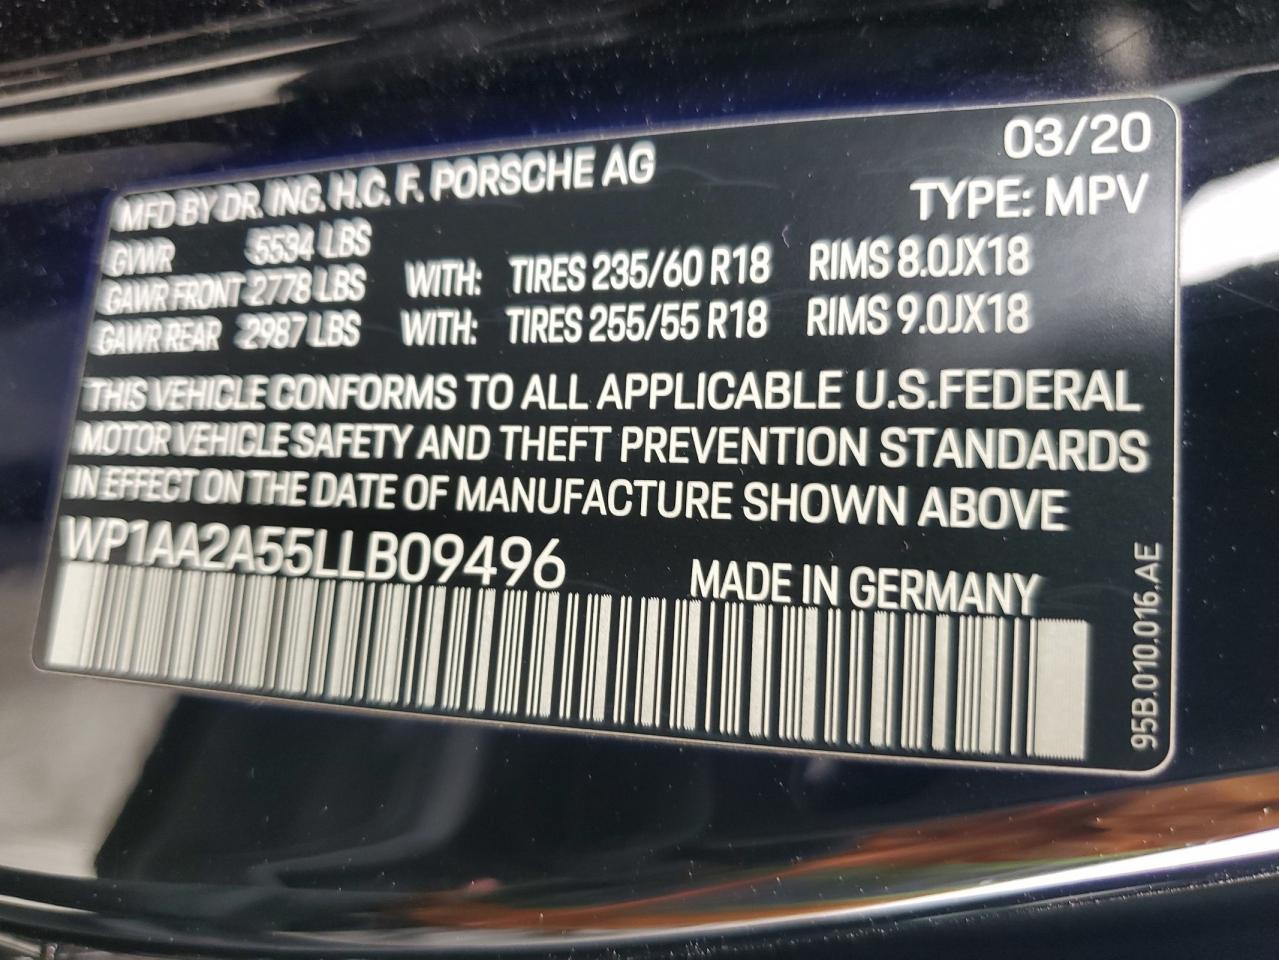 03/20
MFD BY DR. ING. H.C. F. PORSCHE AG
TYPE: MPV
GVWR 5534 LBS
GAWR FRONT 2778 LBS WITH: TIRES 235/60 R18 RIMS 8.0JX18
GAWR REAR 2987 LBS WITH: TIRES 255/55 R18 RIMS 9.0JX18
THIS VEHICLE CONFORMS TO ALL APPLICABLE U.S.FEDERAL
MOTOR VEHICLE SAFETY AND THEFT PREVENTION STANDARDS
IN EFFECT ON THE DATE OF MANUFACTURE SHOWN ABOVE
WP1AA2A55LLB09496
MADE IN GERMANY
95B.010.016.AE